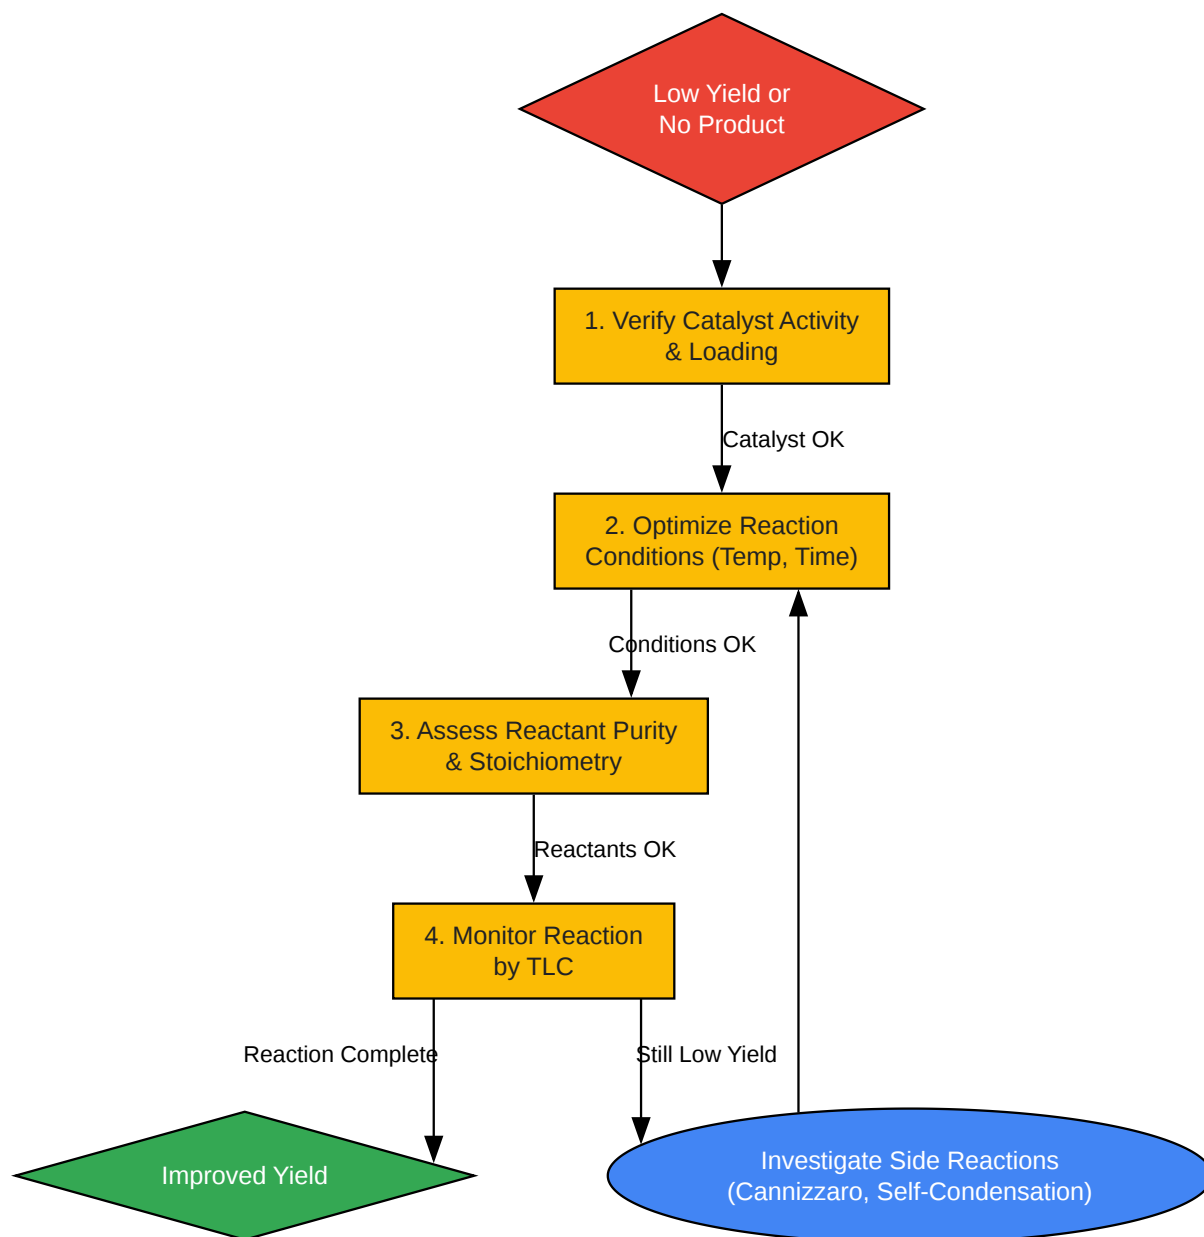 Low Yield or
No Product
1. Verify Catalyst Activity
& Loading
Catalyst OK
2. Optimize Reaction
Conditions (Temp, Time)
Conditions OK
3. Assess Reactant Purity
& Stoichiometry
Reactants OK
4. Monitor Reaction
by TLC
Reaction Complete
Still Low Yield
Improved Yield
Investigate Side Reactions
(Cannizzaro, Self-Condensation)